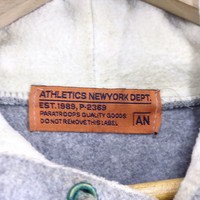 ATHLETICS NEWYORK DEPT.
EST. 1989, P-2369
PARATROOPS QUALITY GOODS
DO NOT REMOVE THIS LABEL
AN